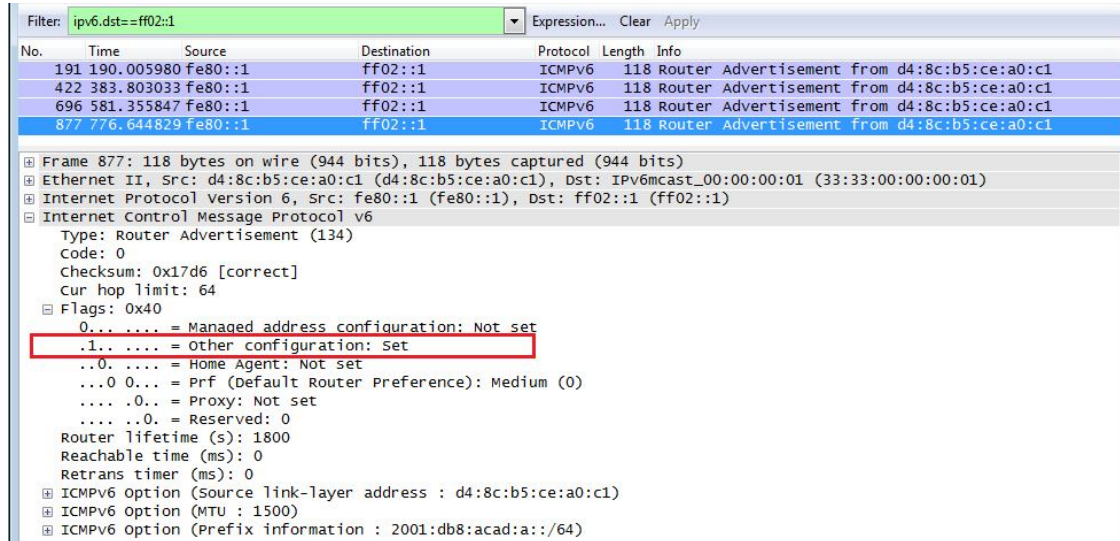 Filter: ipv6.dst==ff02::1 Expression... Clear Apply
No. Time Source Destination Protocol Length Info
191 190.005980 fe80::1 ff02::1 ICMPv6 118 Router Advertisement from d4:8c:b5:ce:a0:c1
422 383.803033 fe80::1 ff02::1 ICMPv6 118 Router Advertisement from d4:8c:b5:ce:a0:c1
696 581.355847 fe80::1 ff02::1 ICMPv6 118 Router Advertisement from d4:8c:b5:ce:a0:c1
877 776.644829 fe80::1 ff02::1 ICMPv6 118 Router Advertisement from d4:8c:b5:ce:a0:c1
Frame 877: 118 bytes on wire (944 bits), 118 bytes captured (944 bits)
Ethernet II, Src: d4:8c:b5:ce:a0:c1 (d4:8c:b5:ce:a0:c1), Dst: IPv6mcast_00:00:00:01 (33:33:00:00:00:01)
Internet Protocol Version 6, Src: fe80::1 (fe80::1), Dst: ff02::1 (ff02::1)
Internet Control Message Protocol v6
Type: Router Advertisement (134)
Code: 0
Checksum: 0x17d6 [correct]
Cur hop limit: 64
Flags: 0x40
0... .... = Managed address configuration: Not set
.1.. .... = Other configuration: Set
..0. .... = Home Agent: Not set
...0 0... = Prf (Default Router Preference): Medium (0)
.... .0.. = Proxy: Not set
.... ..0. = Reserved: 0
Router lifetime (s): 1800
Reachable time (ms): 0
Retrans timer (ms): 0
ICMPv6 Option (Source link-layer address : d4:8c:b5:ce:a0:c1)
ICMPv6 Option (MTU : 1500)
ICMPv6 Option (Prefix information : 2001:db8:acad:a::/64)